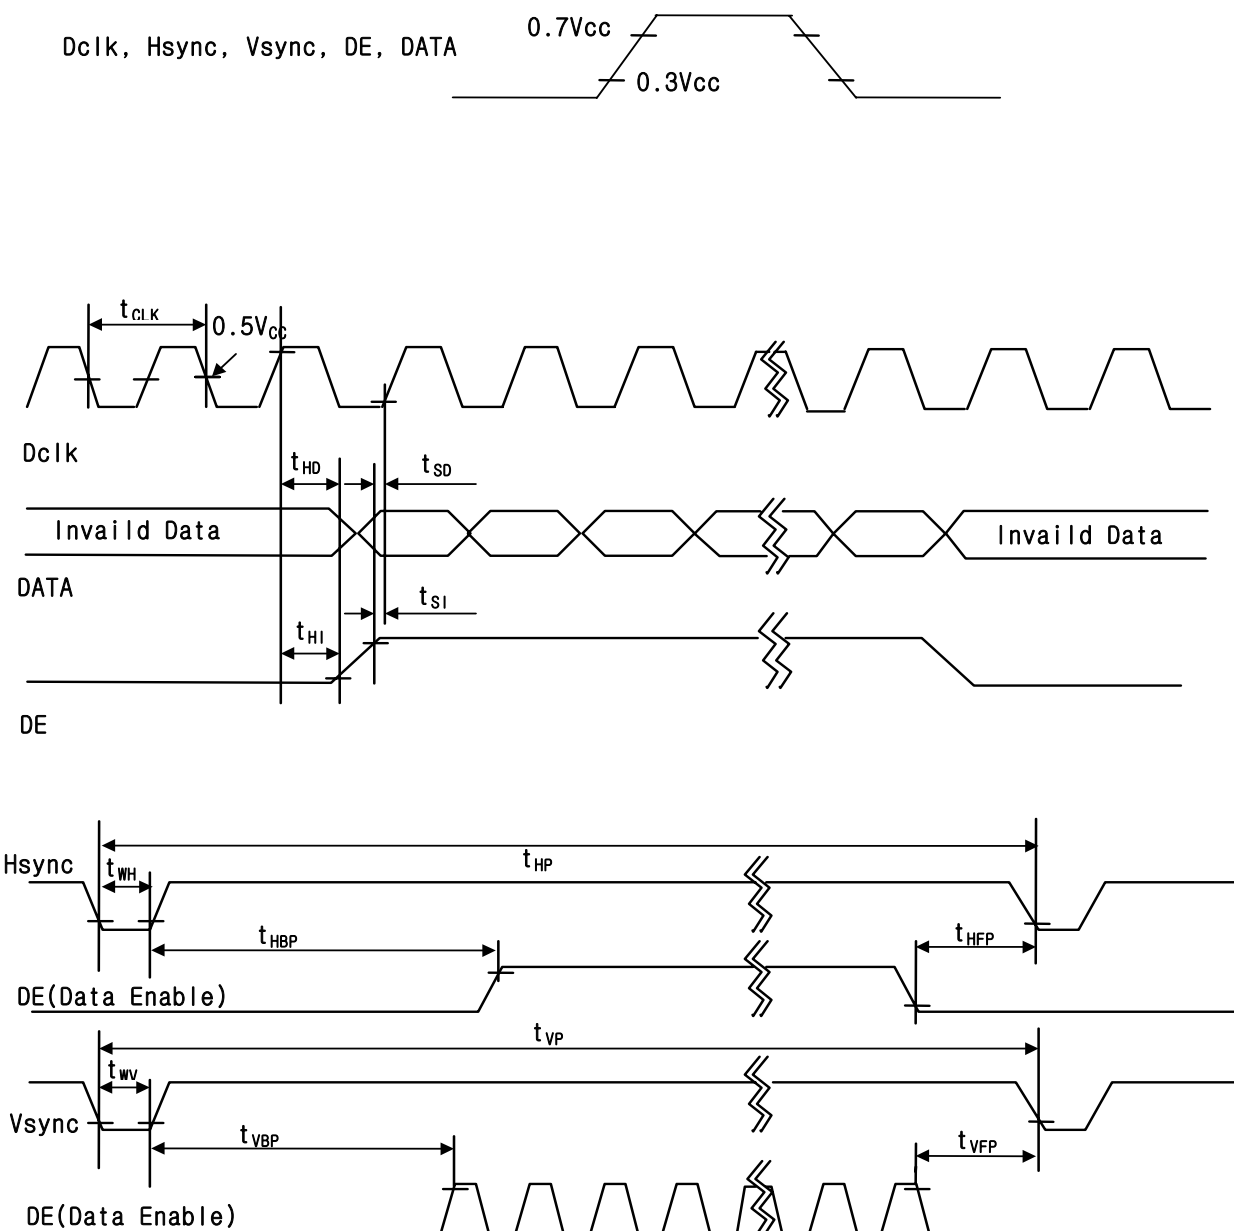 0.7Vcc
Dclk, Hsync, Vsync, DE, DATA
0.3Vcc
tCLK
0.5Vcc
Dclk
tHD
tSD
Invaild Data
Invaild Data
DATA
tSI
tHI
DE
tHP
Hsync
tWH
tHBP
tHFP
DE(Data Enable)
tVP
tWV
Vsync
tVBP
tVFP
DE(Data Enable)